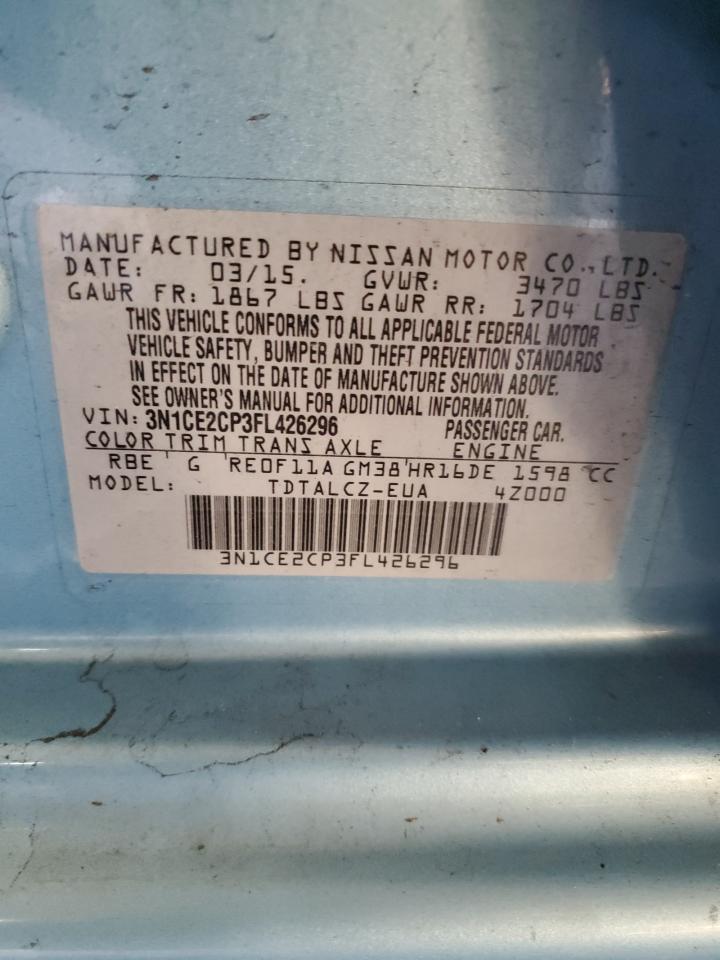 MANUFACTURED BY NISSAN MOTOR CO.,LTD.
DATE: 03/15. GVWR: 3470 LBS
GAWR FR: 1867 LBS GAWR RR: 1704 LBS
THIS VEHICLE CONFORMS TO ALL APPLICABLE FEDERAL MOTOR
VEHICLE SAFETY, BUMPER AND THEFT PREVENTION STANDARDS
IN EFFECT ON THE DATE OF MANUFACTURE SHOWN ABOVE.
SEE OWNER'S MANUAL FOR ADDITIONAL INFORMATION.
VIN: 3N1CE2CP3FL426296 PASSENGER CAR.
COLOR TRIM TRANS AXLE ENGINE
RBE G RE0F11A GM38 HR16DE 1598 CC
MODEL: TDTALCZ-EUA 4Z000
3N1CE2CP3FL426296